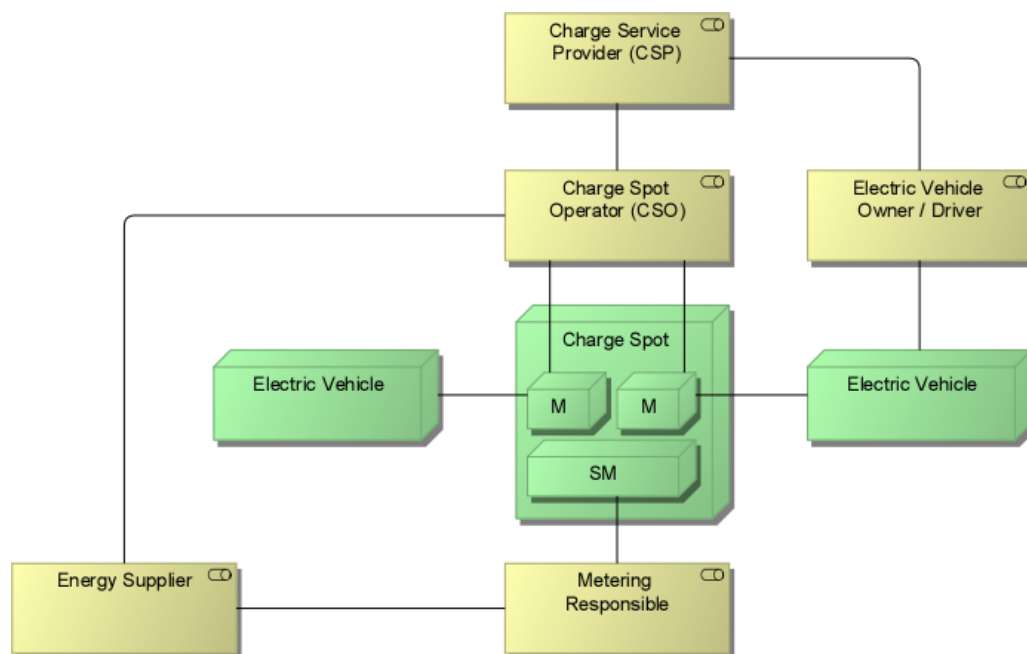 Charge Service
Provider (CSP)
Charge Spot
Operator (CSO)
Electric Vehicle
Owner / Driver
Charge Spot
Electric Vehicle
Electric Vehicle
M
M
SM
Energy Supplier
Metering
Responsible